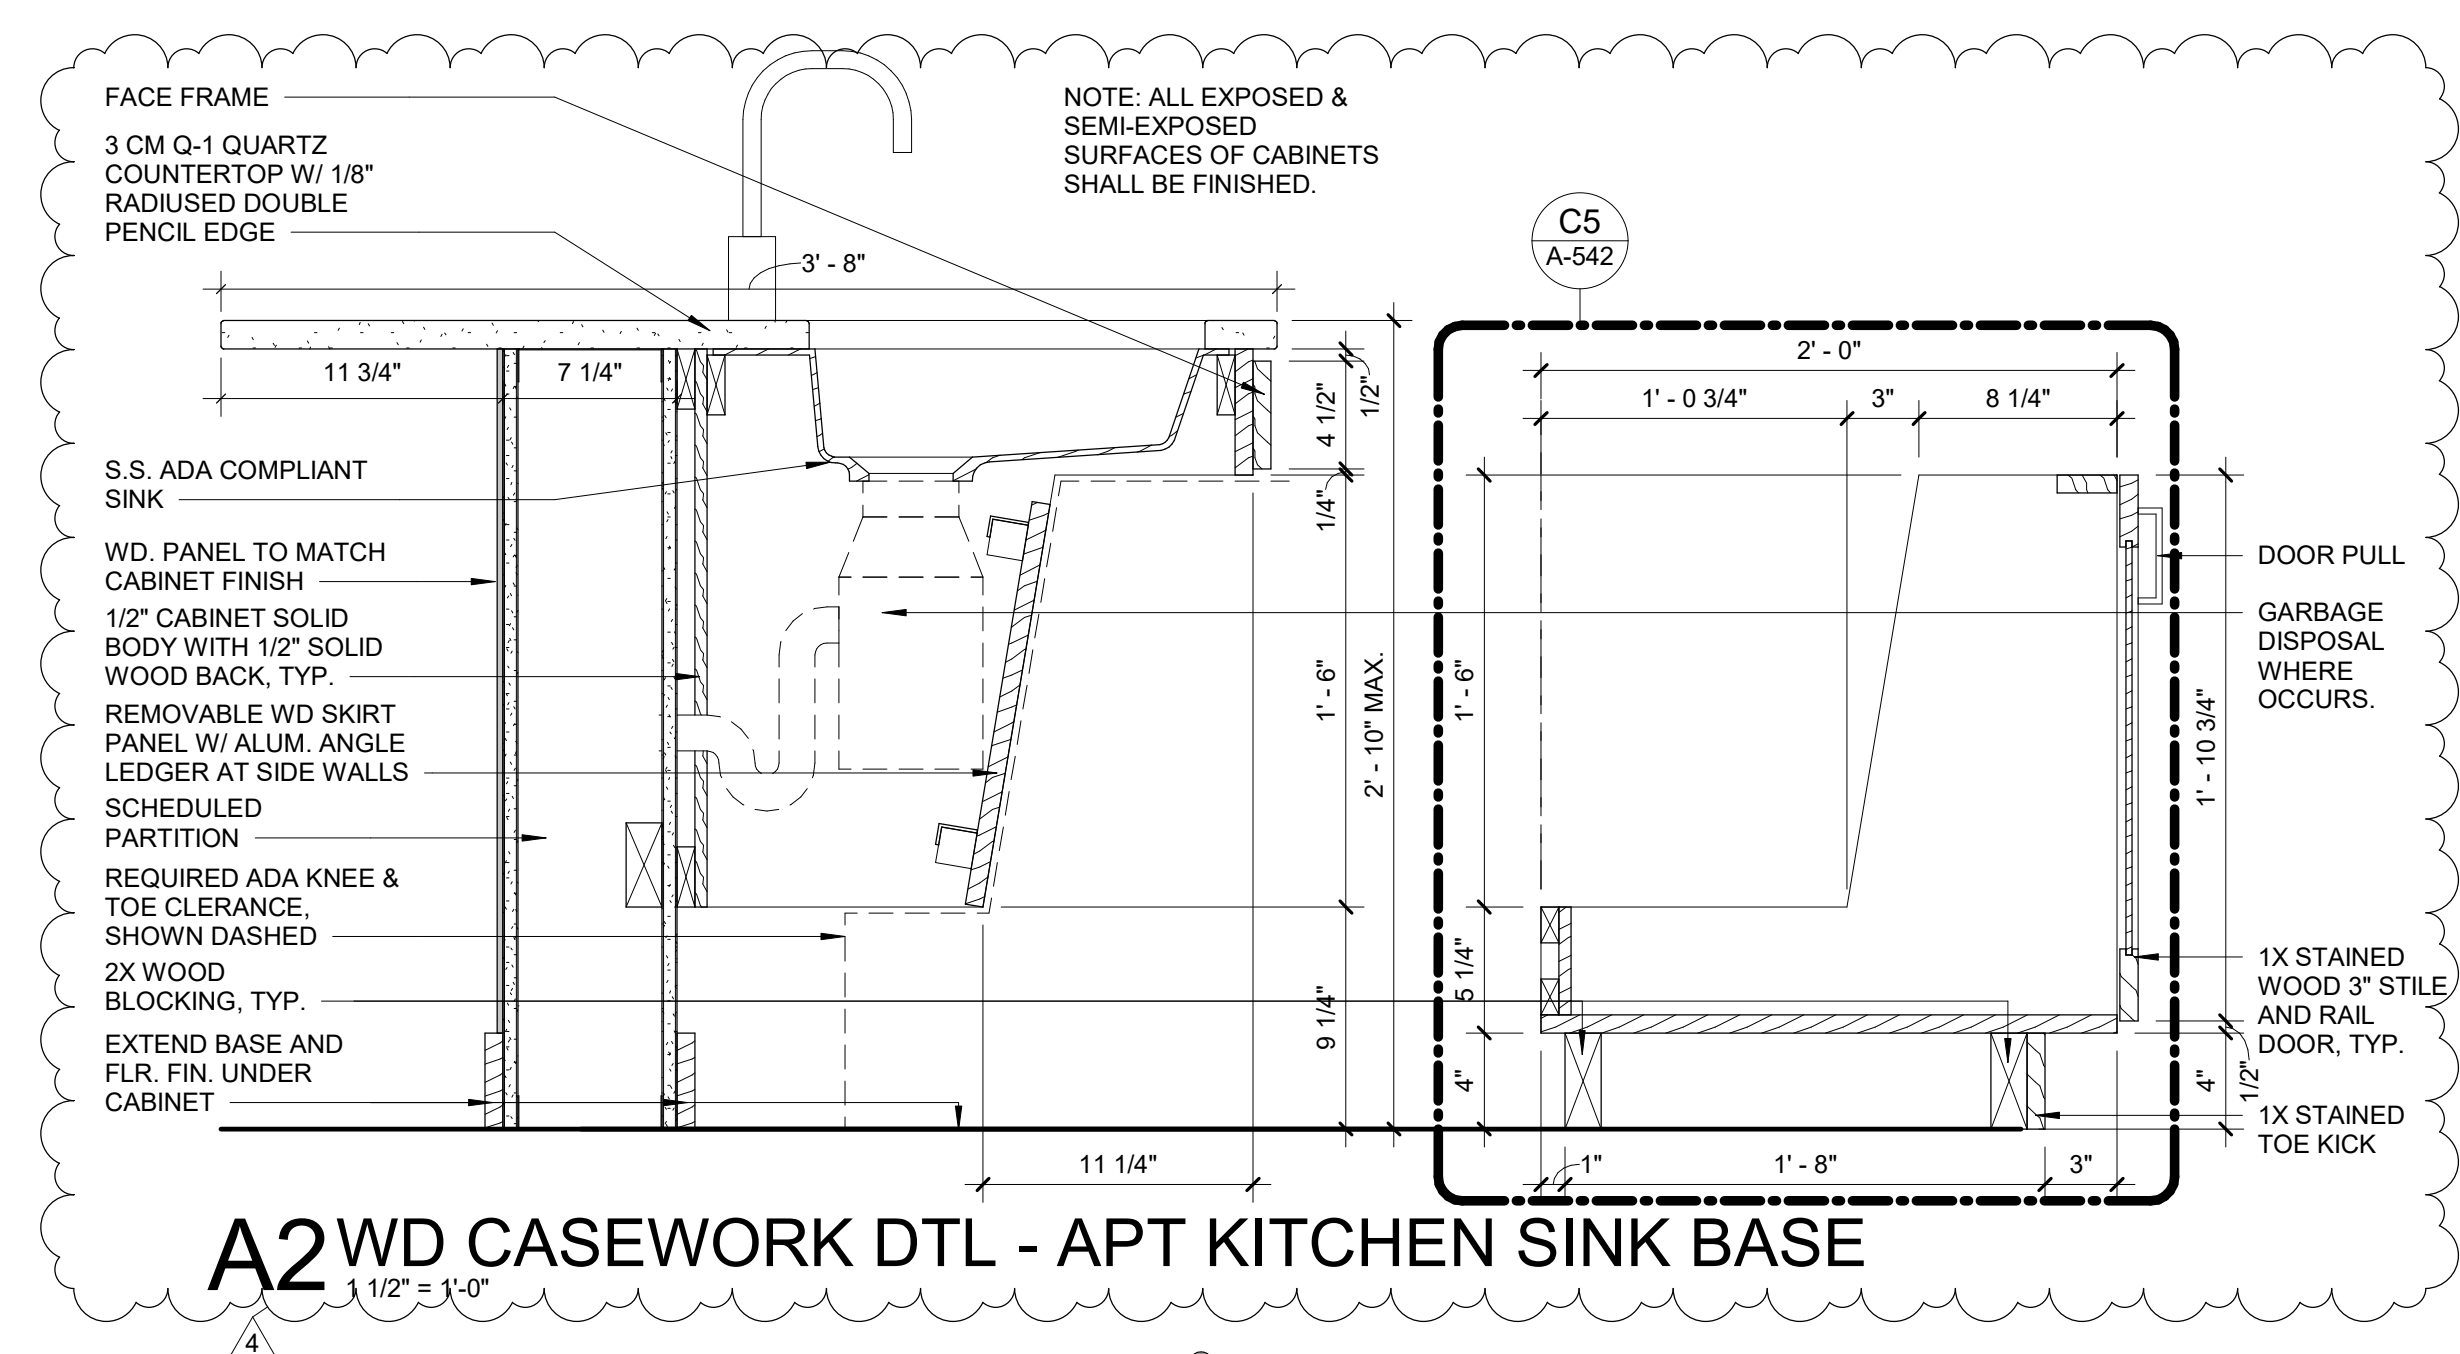 FACE FRAME
3 CM Q-1 QUARTZ
COUNTERTOP W/ 1/8"
RADIUSED DOUBLE
PENCIL EDGE
NOTE: ALL EXPOSED &
SEMI-EXPOSED
SURFACES OF CABINETS
SHALL BE FINISHED.
C5
A-542
3' - 8"
11 3/4"
7 1/4"
1/2"
4 1/2"
1/4"
1' - 6"
2' - 10" MAX.
9 1/4"
11 1/4"
S.S. ADA COMPLIANT
SINK
WD. PANEL TO MATCH
CABINET FINISH
1/2" CABINET SOLID
BODY WITH 1/2" SOLID
WOOD BACK, TYP.
REMOVABLE WD SKIRT
PANEL W/ ALUM. ANGLE
LEDGER AT SIDE WALLS
SCHEDULED
PARTITION
REQUIRED ADA KNEE &
TOE CLERANCE,
SHOWN DASHED
2X WOOD
BLOCKING, TYP.
EXTEND BASE AND
FLR. FIN. UNDER
CABINET
2' - 0"
1' - 0 3/4"
3"
8 1/4"
1' - 6"
5 1/4"
4"
1' - 10 3/4"
4"
1/2"
1"
1' - 8"
3"
DOOR PULL
GARBAGE
DISPOSAL
WHERE
OCCURS.
1X STAINED
WOOD 3" STILE
AND RAIL
DOOR, TYP.
1X STAINED
TOE KICK
A2 WD CASEWORK DTL - APT KITCHEN SINK BASE
1 1/2" = 1'-0"
4